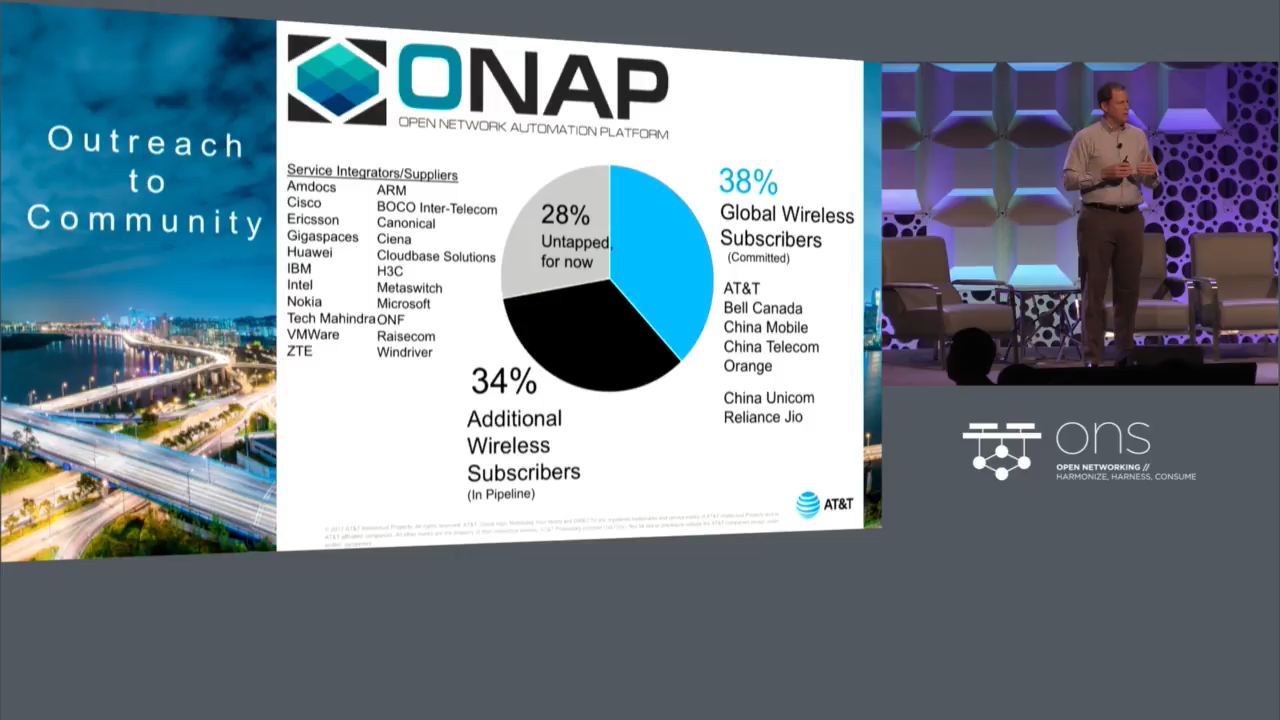 Outreach
to
Community
ONAP
OPEN NETWORK AUTOMATION PLATFORM
Service Integrators/Suppliers
Amdocs
Cisco
Ericsson
Gigaspaces
Huawei
IBM
Intel
Nokia
Tech Mahindra
VMWare
ZTE
ARM
BOCO Inter-Telecom
Canonical
Ciena
Cloudbase Solutions
H3C
Metaswitch
Microsoft
ONF
Raisecom
Windriver
28%
Untapped,
for now
34%
Additional
Wireless
Subscribers
(In Pipeline)
38%
Global Wireless
Subscribers
(Committed)
AT&T
Bell Canada
China Mobile
China Telecom
Orange
China Unicom
Reliance Jio
AT&T
ons
OPEN NETWORKING //
HARMONIZE, HARNESS, CONSUME